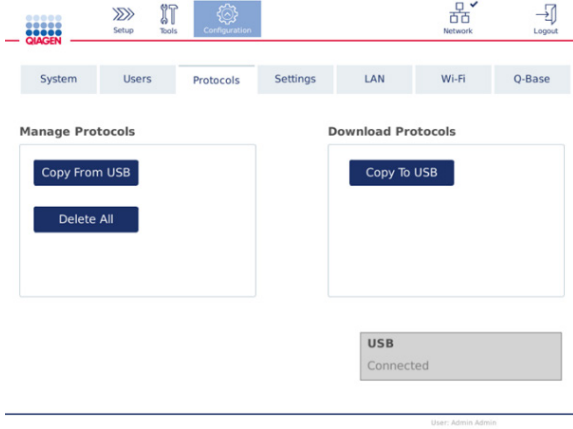 QIAGEN
Setup
Tools
Configuration
Network
Logout
System
Users
Protocols
Settings
LAN
Wi-Fi
Q-Base
Manage Protocols
Download Protocols
Copy From USB
Copy To USB
Delete All
USB
Connected
User: Admin Admin